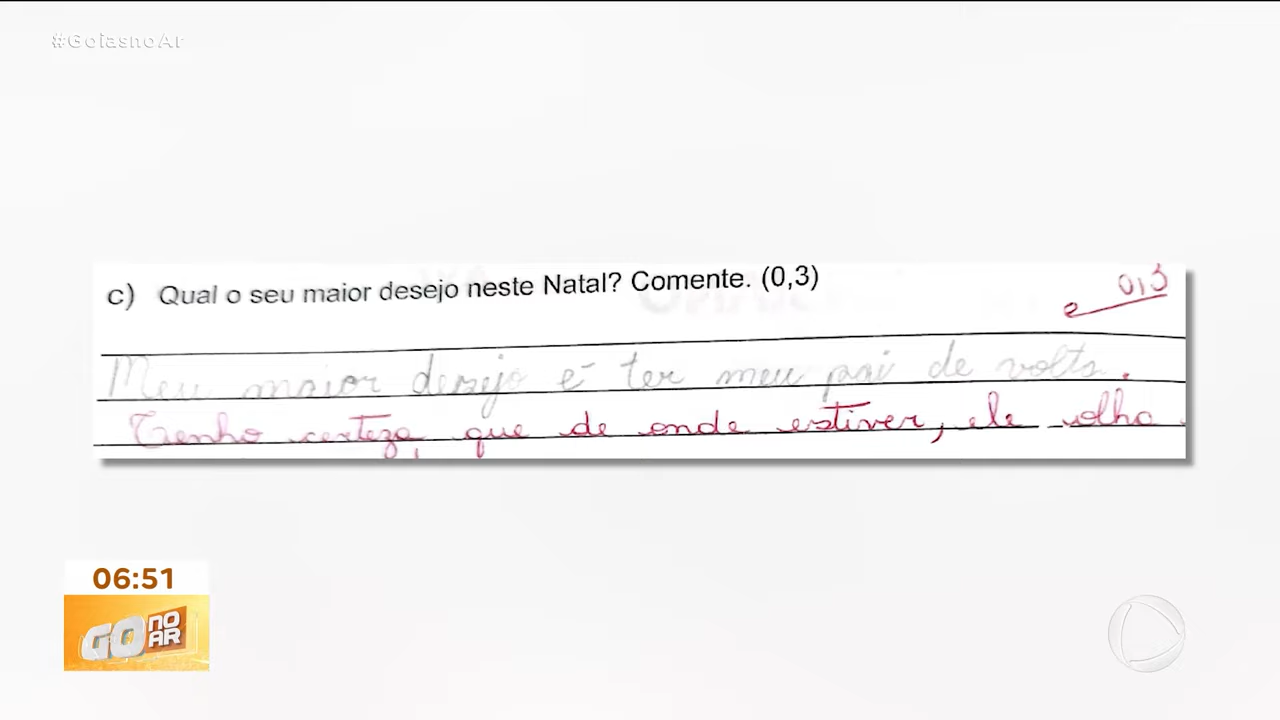 #GoiasnoAr
c) Qual o seu maior desejo neste Natal? Comente. (0,3)
0,3
Meu maior desejo é ter meu pai de volta.
Tenho certeza, que de onde estiver, ele olha
06:51
GO NO AR